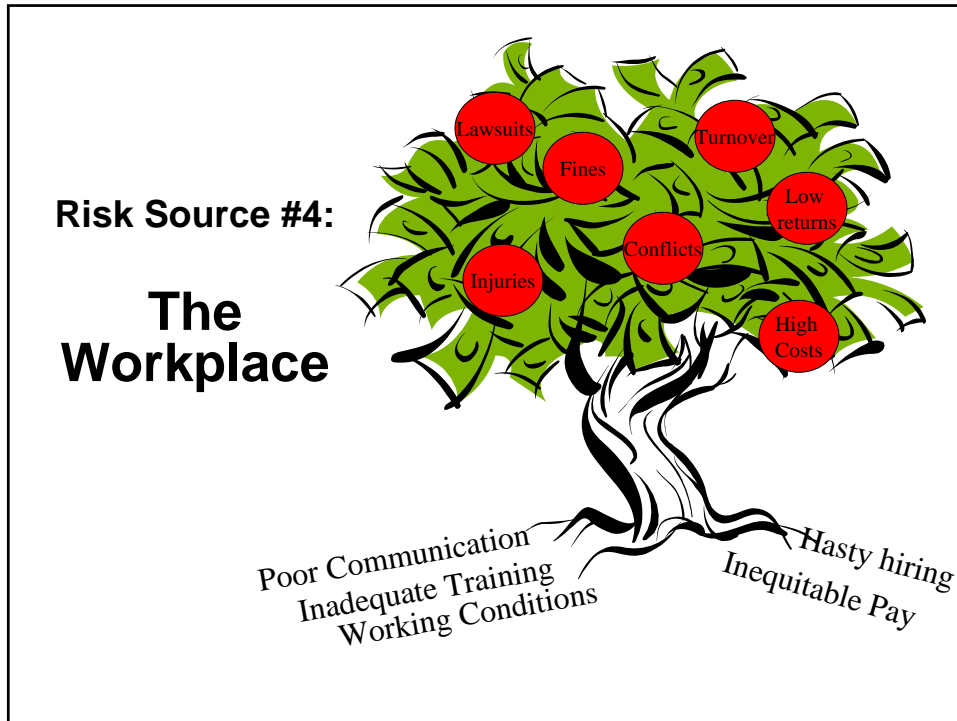 Risk Source #4:
The
Workplace
Lawsuits
Fines
Turnover
Low
returns
Conflicts
Injuries
High
Costs
Poor Communication
Inadequate Training
Working Conditions
Hasty hiring
Inequitable Pay